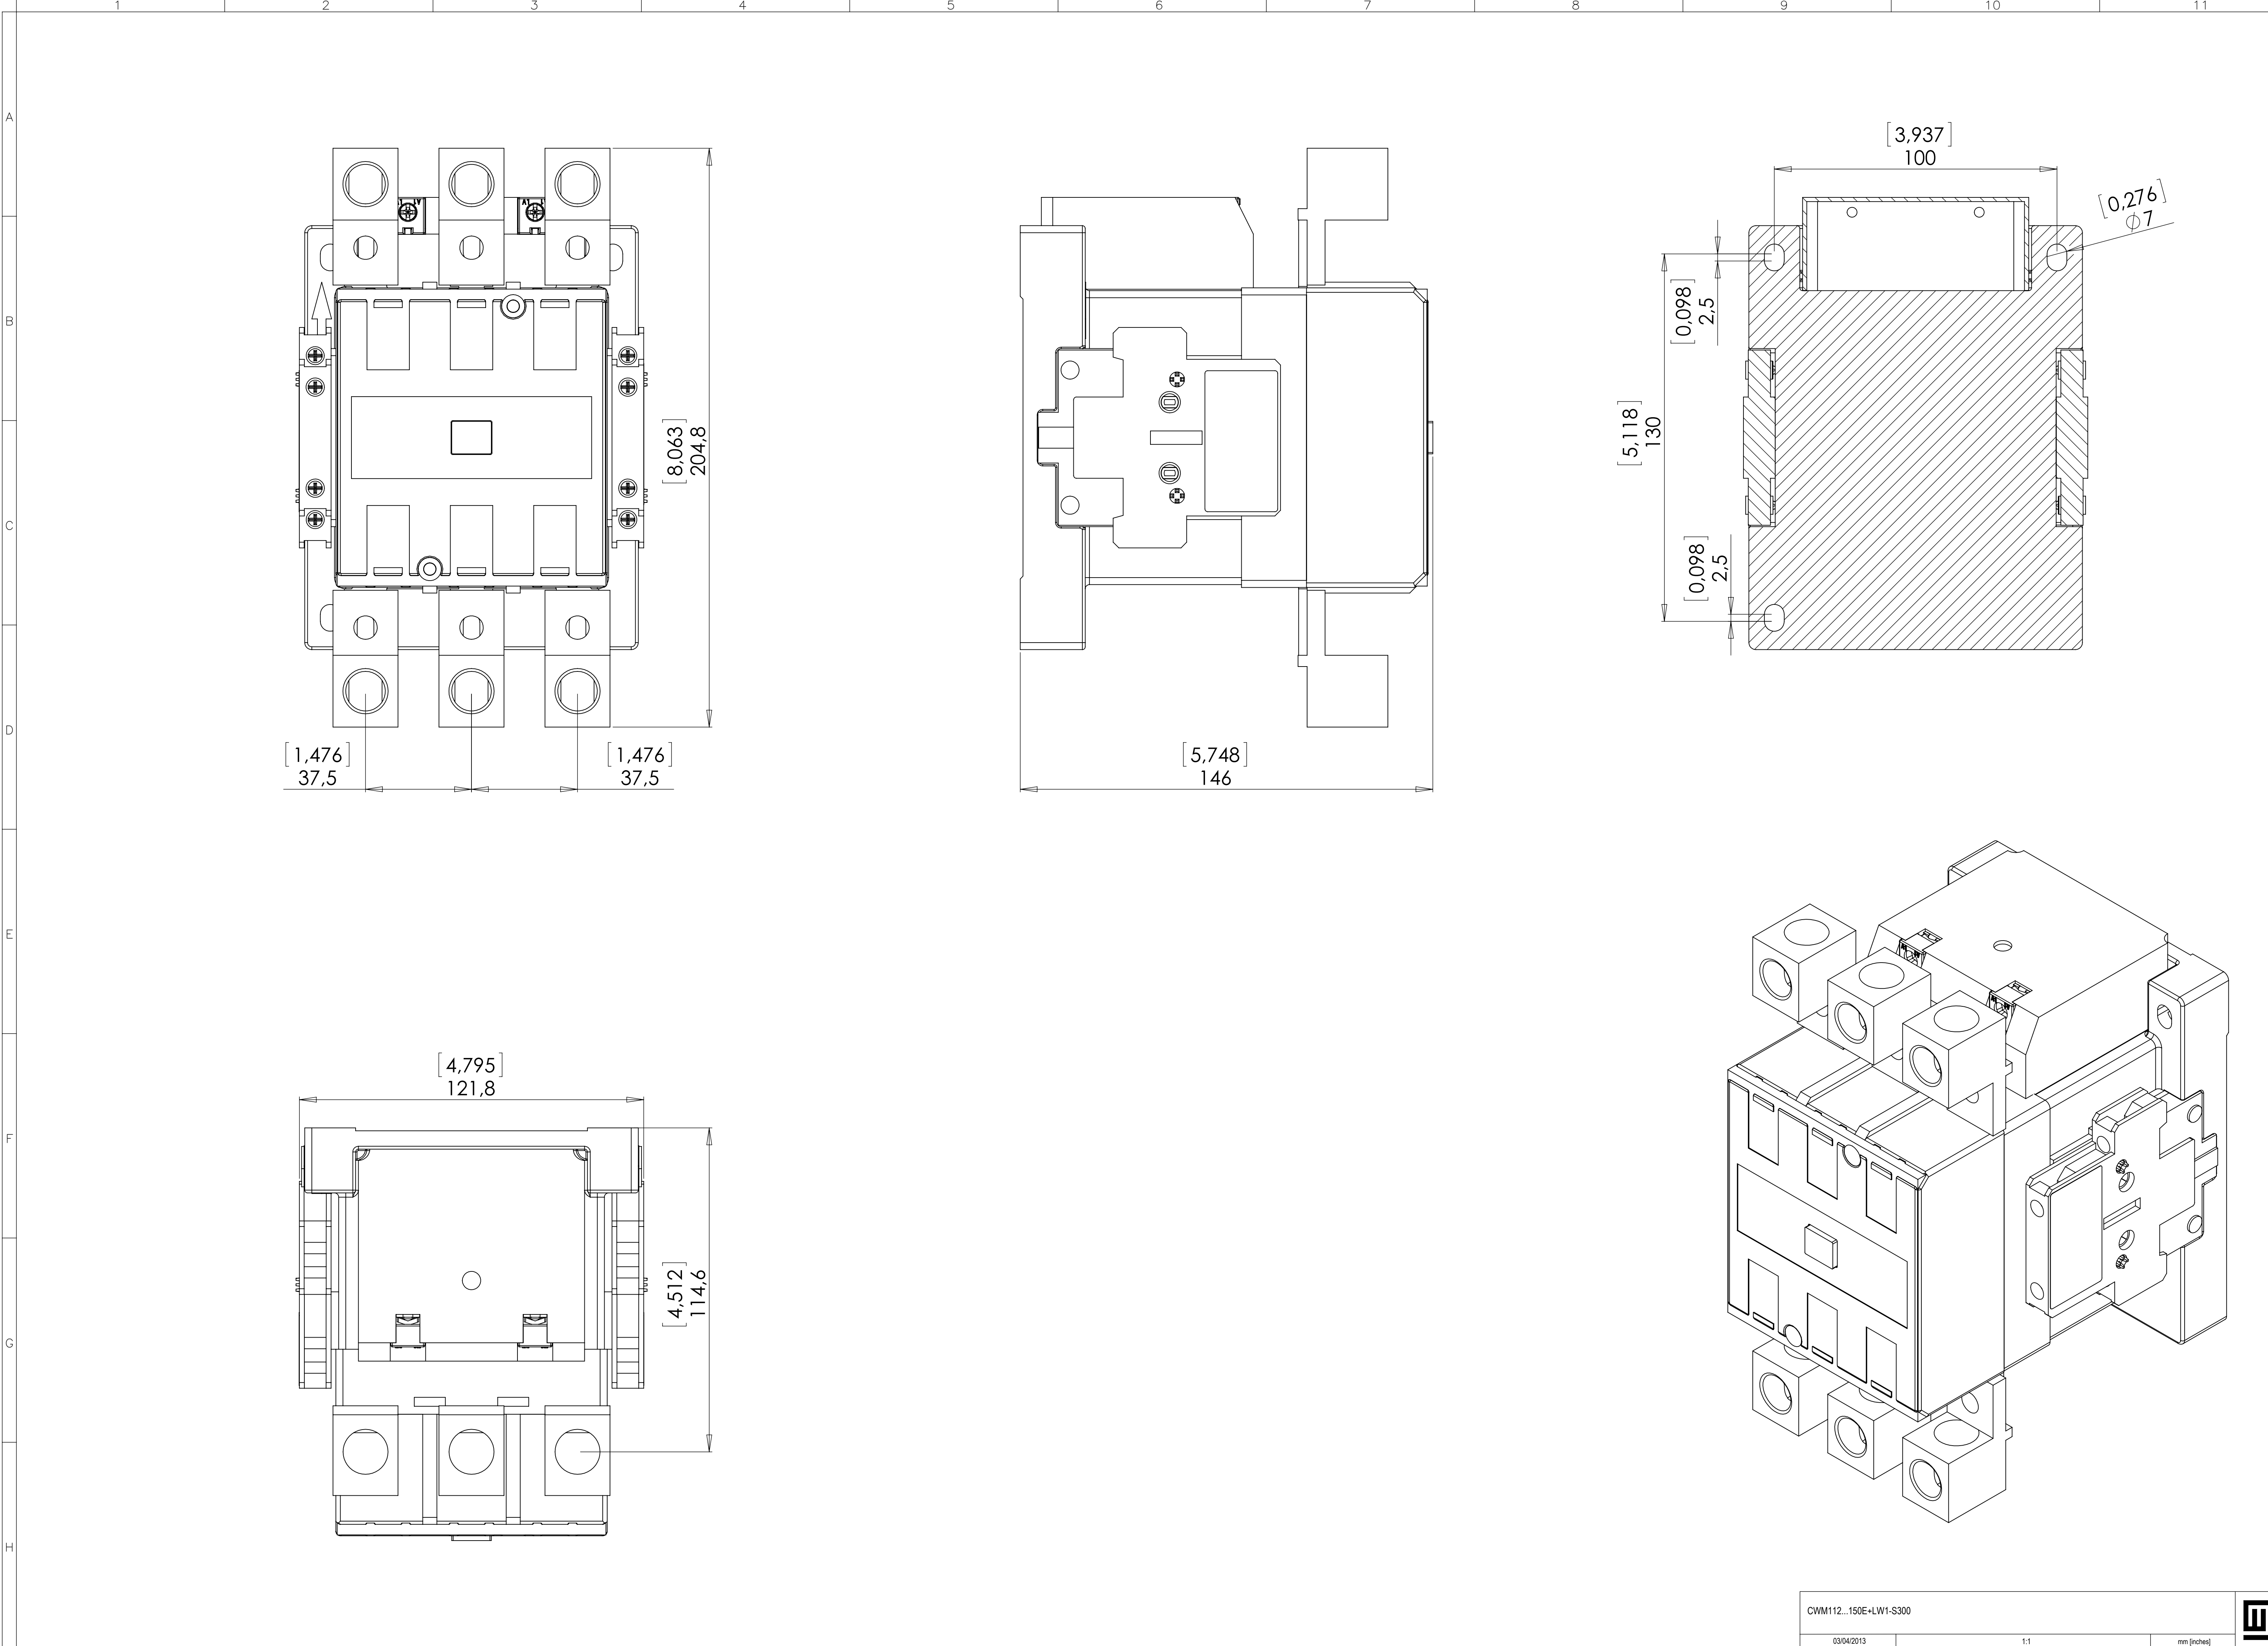 1 2 3 4 5 6 7 8 9 10 11
A
B
C
D
E
F
G
H
A1
[8,063]
204,8
[1,476]
37,5
[1,476]
37,5
[5,748]
146
[3,937]
100
[0,276]
⌀7
[0,098]
2,5
[5,118]
130
[0,098]
2,5
[4,795]
121,8
[4,512]
114,6
CWM112...150E+LW1-S300
03/04/2013 1:1 mm [inches]